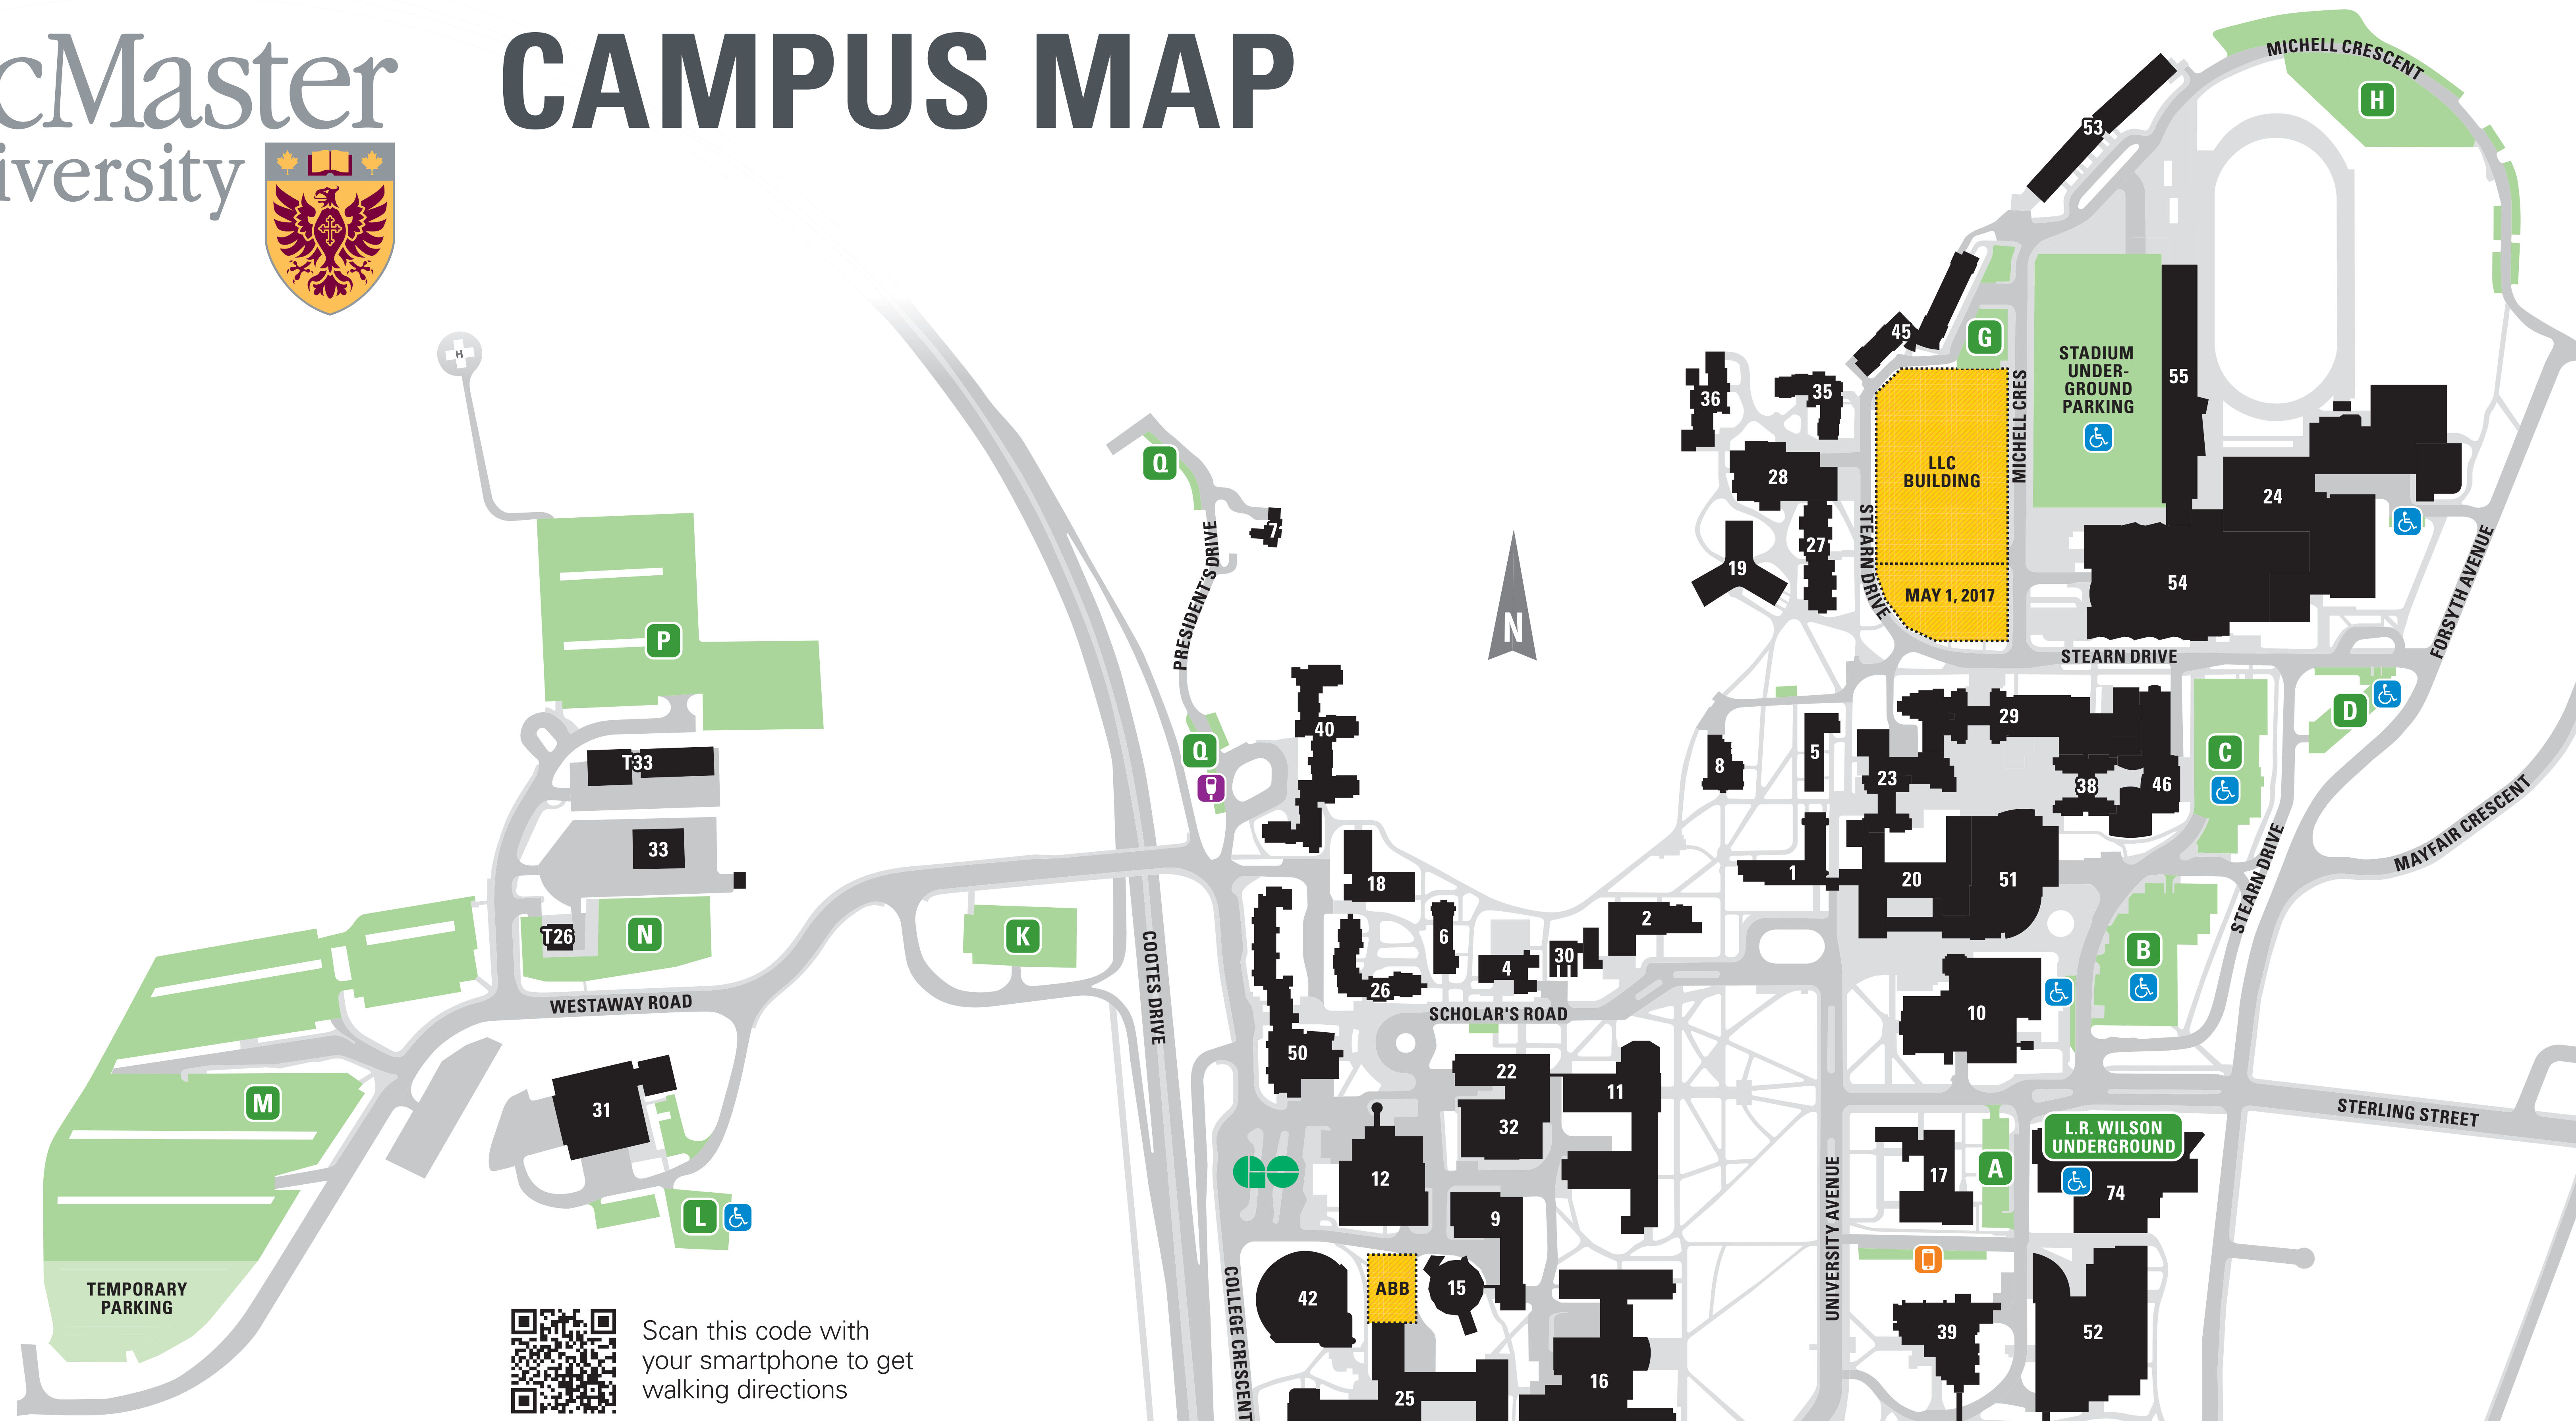 cMaster
iversity
CAMPUS MAP
MICHELL CRESCENT
H
53
H
45
G
STADIUM
UNDER-
GROUND
PARKING
55
36
35
MICHELL CRES
Q
28
LLC
BUILDING
24
7
27
STEARN DRIVE
19
54
MAY 1, 2017
FORSYTH AVENUE
PRESIDENT'S DRIVE
N
P
STEARN DRIVE
40
29
D
Q
5
C
T33
8
23
38
46
MAYFAIR CRESCENT
33
18
1
20
51
STEARN DRIVE
T26
N
K
6
2
B
COOTES DRIVE
4
30
26
WESTAWAY ROAD
SCHOLAR'S ROAD
10
50
22
11
M
31
32
STERLING STREET
L.R. WILSON
UNDERGROUND
12
17
A
74
L
9
UNIVERSITY AVENUE
TEMPORARY
PARKING
COLLEGE CRESCENT
42
ABB
15
39
52
Scan this code with
your smartphone to get
walking directions
25
16